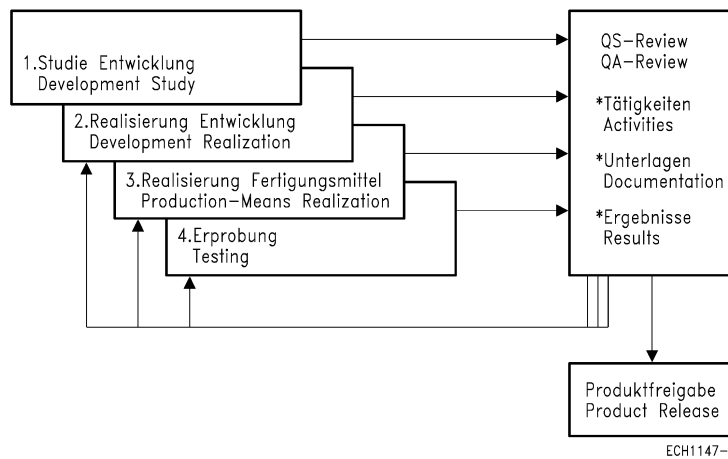 1.Studie Entwicklung
Development Study
2.Realisierung Entwicklung
Development Realization
3.Realisierung Fertigungsmittel
Production-Means Realization
4.Erprobung
Testing
QS-Review
QA-Review
*Tätigkeiten
Activities
*Unterlagen
Documentation
*Ergebnisse
Results
Produktfreigabe
Product Release
ECH1147-